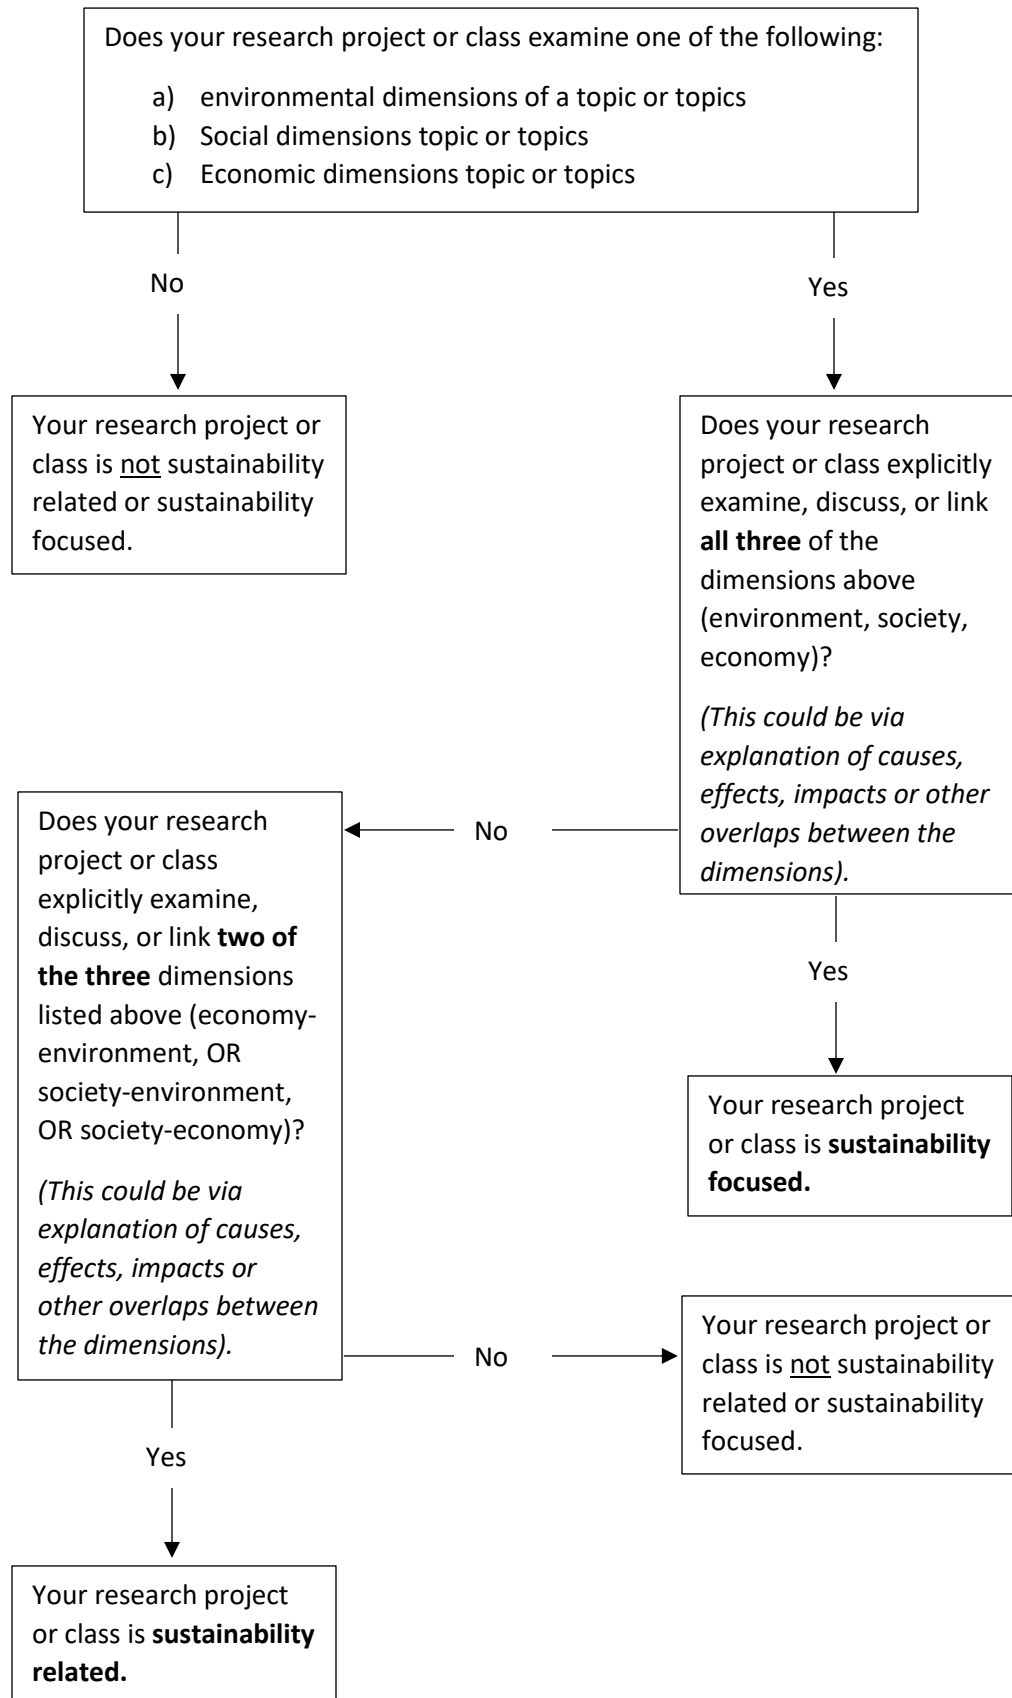 Does your research project or class examine one of the following:
a) environmental dimensions of a topic or topics
b) Social dimensions topic or topics
c) Economic dimensions topic or topics
No
Yes
Your research project or
class is not sustainability
related or sustainability
focused.
Does your research
project or class explicitly
examine, discuss, or link
all three of the
dimensions above
(environment, society,
economy)?
(This could be via
explanation of causes,
effects, impacts or other
overlaps between the
dimensions).
No
Does your research
project or class
explicitly examine,
discuss, or link two of
the three dimensions
listed above (economy-
environment, OR
society-environment,
OR society-economy)?
(This could be via
explanation of causes,
effects, impacts or
other overlaps between
the dimensions).
Yes
Your research project
or class is sustainability
focused.
No
Your research project or
class is not sustainability
related or sustainability
focused.
Yes
Your research project
or class is sustainability
related.